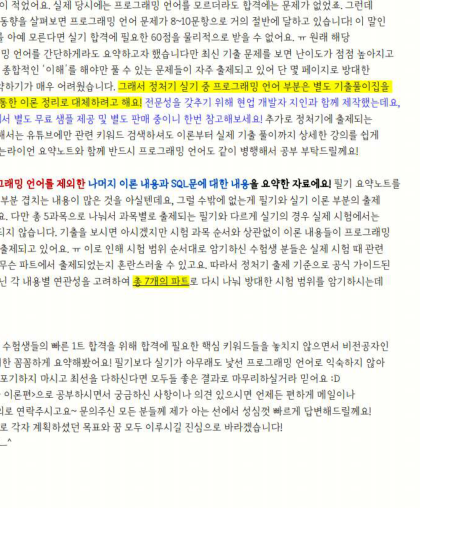 이 적었어요. 실제 당시에는 프로그래밍 언어를 모르더라도 합격에는 문제가 없었죠. 그런데
동향을 살펴보면 프로그래밍 언어 문제가 8~10문항으로 거의 절반에 달하고 있습니다! 이 말인
를 아예 모른다면 실기 합격에 필요한 60점을 물리적으로 받을 수 없어요. ㅠ 원래 해당
밍 언어를 간단하게라도 요약하고자 했습니다만 최신 기출 문제를 보면 난이도가 점점 높아지고
종합적인 '이해'를 해야만 풀 수 있는 문제들이 자주 출제되고 있어 단 몇 페이지로 방대한
약하기가 매우 어려웠습니다. 그래서 정처기 실기 중 프로그래밍 언어 부분은 별도 기출풀이집을
통한 이론 정리로 대체하려고 해요! 전문성을 갖추기 위해 현업 개발자 지인과 함께 제작했는데요,
서 별도 무료 샘플 제공 및 별도 판매 중이니 한번 참고해보세요! 추가로 정처기에 출제되는
해서는 유튜브에만 관련 키워드 검색하셔도 이론부터 실제 기출 풀이까지 상세한 강의를 쉽게
는라이언 요약노트와 함께 반드시 프로그래밍 언어도 같이 병행해서 공부 부탁드릴께요!
그래밍 언어를 제외한 나머지 이론 내용과 SQL문에 대한 내용을 요약한 자료에요! 필기 요약노트를
부분 겹치는 내용이 많은 것을 아실텐데요, 그럴 수밖에 없는게 필기와 실기 이론 부분의 출제
요. 다만 총 5과목으로 나눠서 과목별로 출제되는 필기와 다르게 실기의 경우 실제 시험에서는
되지 않습니다. 기출을 보시면 아시겠지만 시험 과목 순서와 상관없이 이론 내용들이 프로그래밍
출제되고 있어요. ㅠ 이로 인해 시험 범위 순서대로 암기하신 수험생 분들은 실제 시험 때 관련
무슨 파트에서 출제되었는지 혼란스러울 수 있고요. 따라서 정처기 출제 기준으로 공식 가이드된
닌 각 내용별 연관성을 고려하여 총 7개의 파트로 다시 나눠 방대한 시험 범위를 암기하시는데
수험생들의 빠른 1트 합격을 위해 합격에 필요한 핵심 키워드들을 놓치지 않으면서 비전공자인
한 꼼꼼하게 요약해봤어요! 필기보다 실기가 아무래도 낯선 프로그래밍 언어로 익숙하지 않아
포기하지 마시고 최선을 다하신다면 모두들 좋은 결과로 마무리하실거라 믿어요 :D
이론편>으로 공부하시면서 궁금하신 사항이나 의견 있으시면 언제든 편하게 메일이나
의로 연락주시고요~ 문의주신 모든 분들께 제가 아는 선에서 성심껏 빠르게 답변해드릴께요!
로 각자 계획하셨던 목표와 꿈 모두 이루시길 진심으로 바라겠습니다!
_^